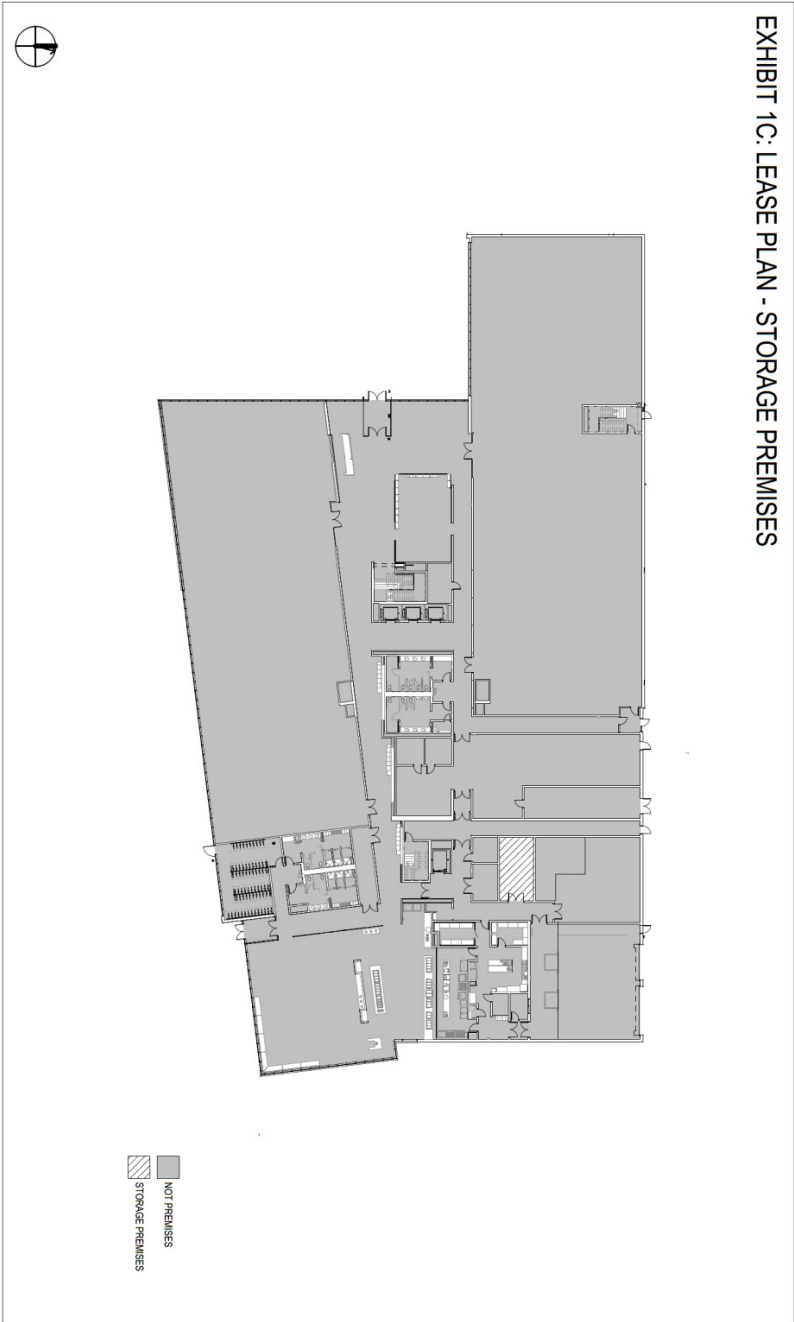 EXHIBIT 1C: LEASE PLAN - STORAGE PREMISES
NOT PREMISES
STORAGE PREMISES